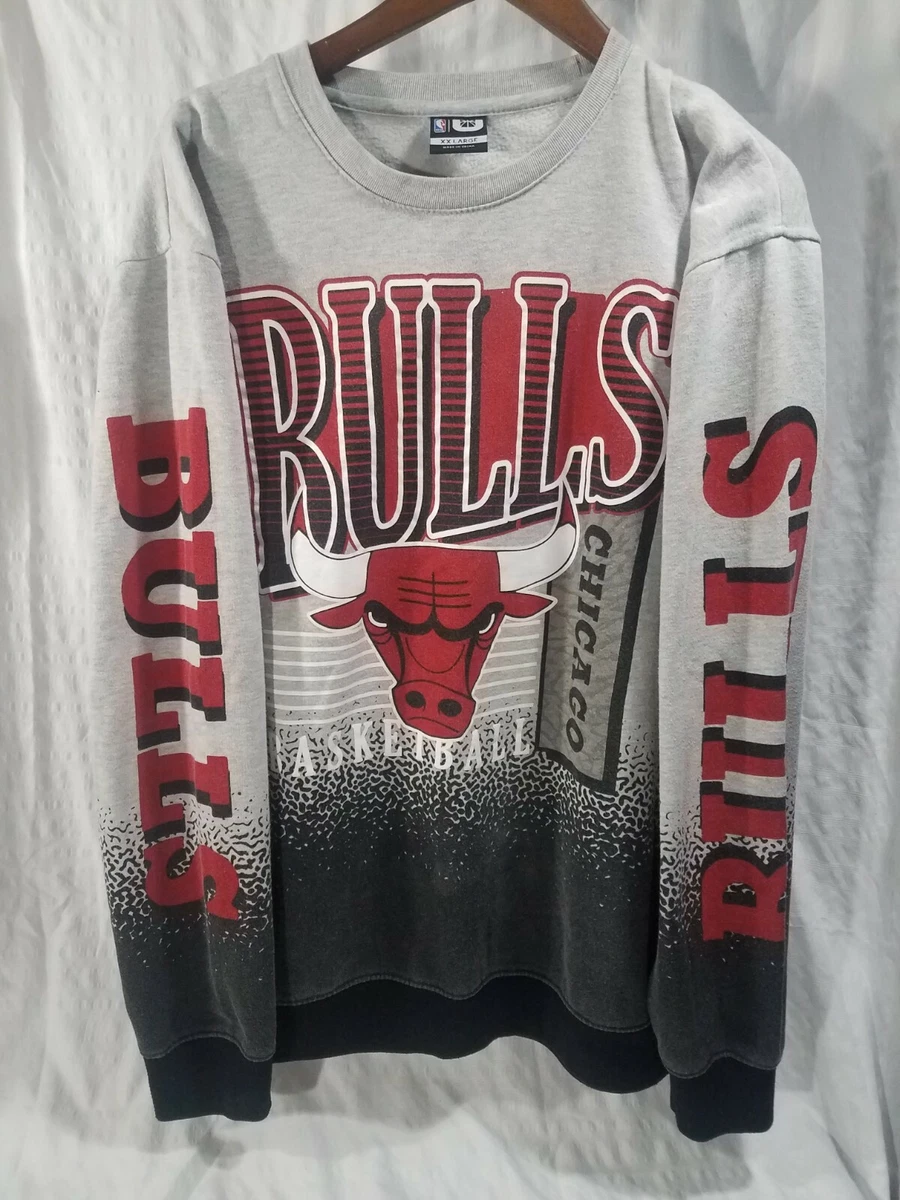 XX LARGE
BULLS
CHICAGO
BASKETBALL
BULLS
BULLS